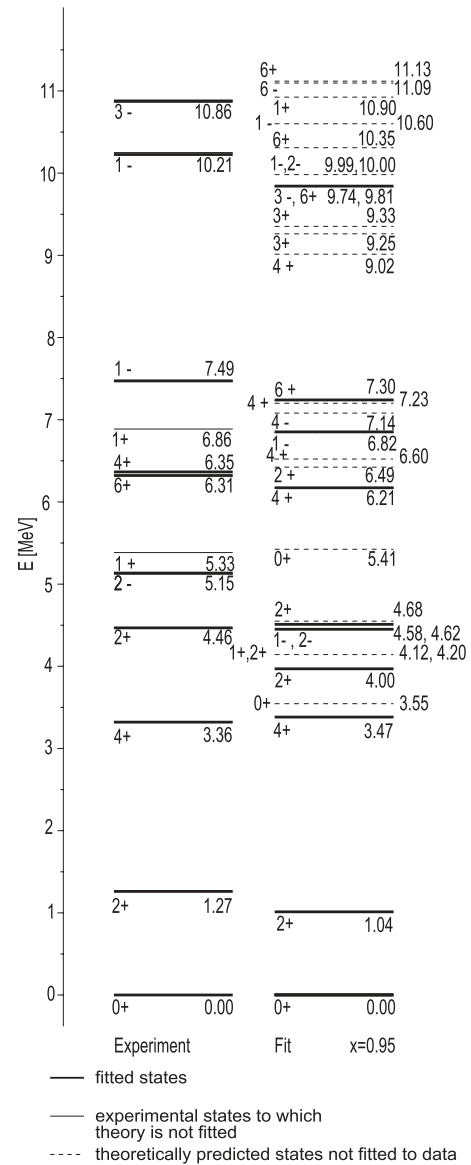 6+ 11.13
11
6 - 11.09
3 - 10.86
1+ 10.90
1 - 10.60
6+ 10.35
1 - 10.21
1-,2- 9.99,10.00
10
3 -, 6+ 9.74, 9.81
3+ 9.33
3+ 9.25
9
4 + 9.02
8
1 - 7.49
6 + 7.30
4 + 7.23
7
4 - 7.14
1+ 6.86
1 - 6.82
4+ 6.35
4 + 6.60
2 + 6.49
6+ 6.31
4 + 6.21
6
E [MeV]
1 + 5.33
0+ 5.41
2 - 5.15
5
2+ 4.68
2+ 4.46
1- , 2- 4.58, 4.62
1+,2+ 4.12, 4.20
4
2+ 4.00
0+ 3.55
4+ 3.36
4+ 3.47
3
2
2+ 1.27
1
2+ 1.04
0
0+ 0.00
0+ 0.00
Experiment
Fit x=0.95
fitted states
experimental states to which
theory is not fitted
theoretically predicted states not fitted to data